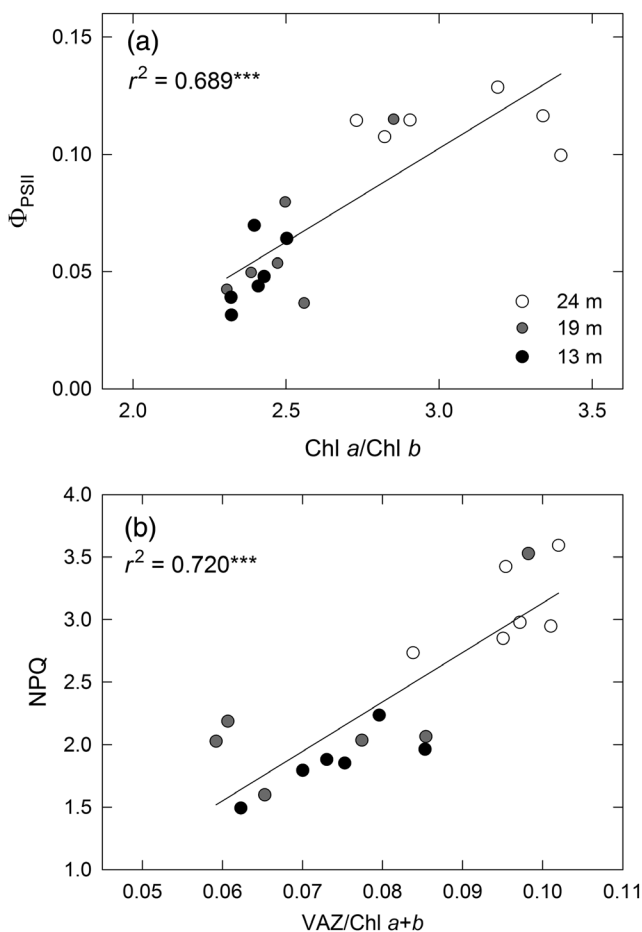 0.15
(a)
r² = 0.689***
0.10
ΦPSII
0.05
24 m
19 m
13 m
0.00
2.0 2.5 3.0 3.5
Chl a/Chl b
4.0
(b)
r² = 0.720***
3.5
3.0
NPQ
2.5
2.0
1.5
1.0
0.05 0.06 0.07 0.08 0.09 0.10 0.11
VAZ/Chl a+b